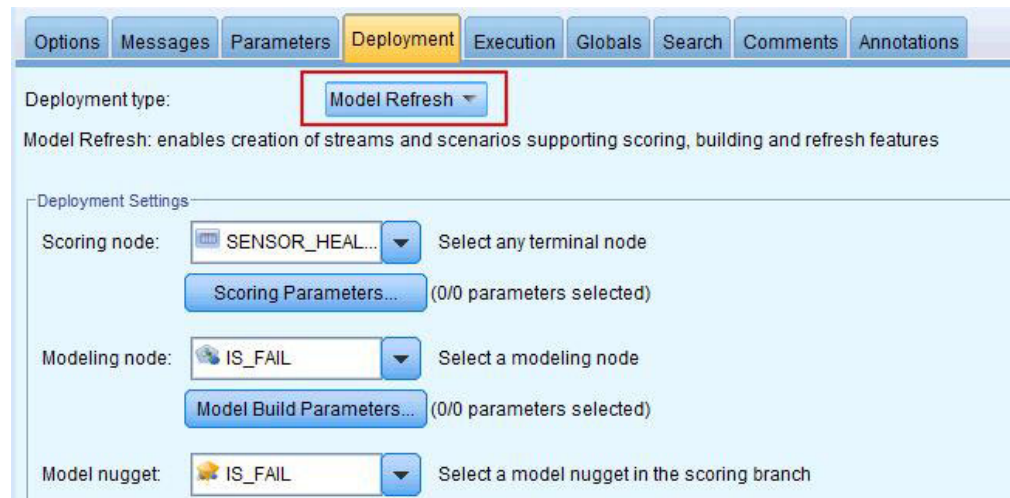 Options Messages Parameters Deployment Execution Globals Search Comments Annotations
Deployment type: Model Refresh
Model Refresh: enables creation of streams and scenarios supporting scoring, building and refresh features
Deployment Settings
Scoring node: SENSOR_HEAL... Select any terminal node
Scoring Parameters... (0/0 parameters selected)
Modeling node: IS_FAIL Select a modeling node
Model Build Parameters... (0/0 parameters selected)
Model nugget: IS_FAIL Select a model nugget in the scoring branch